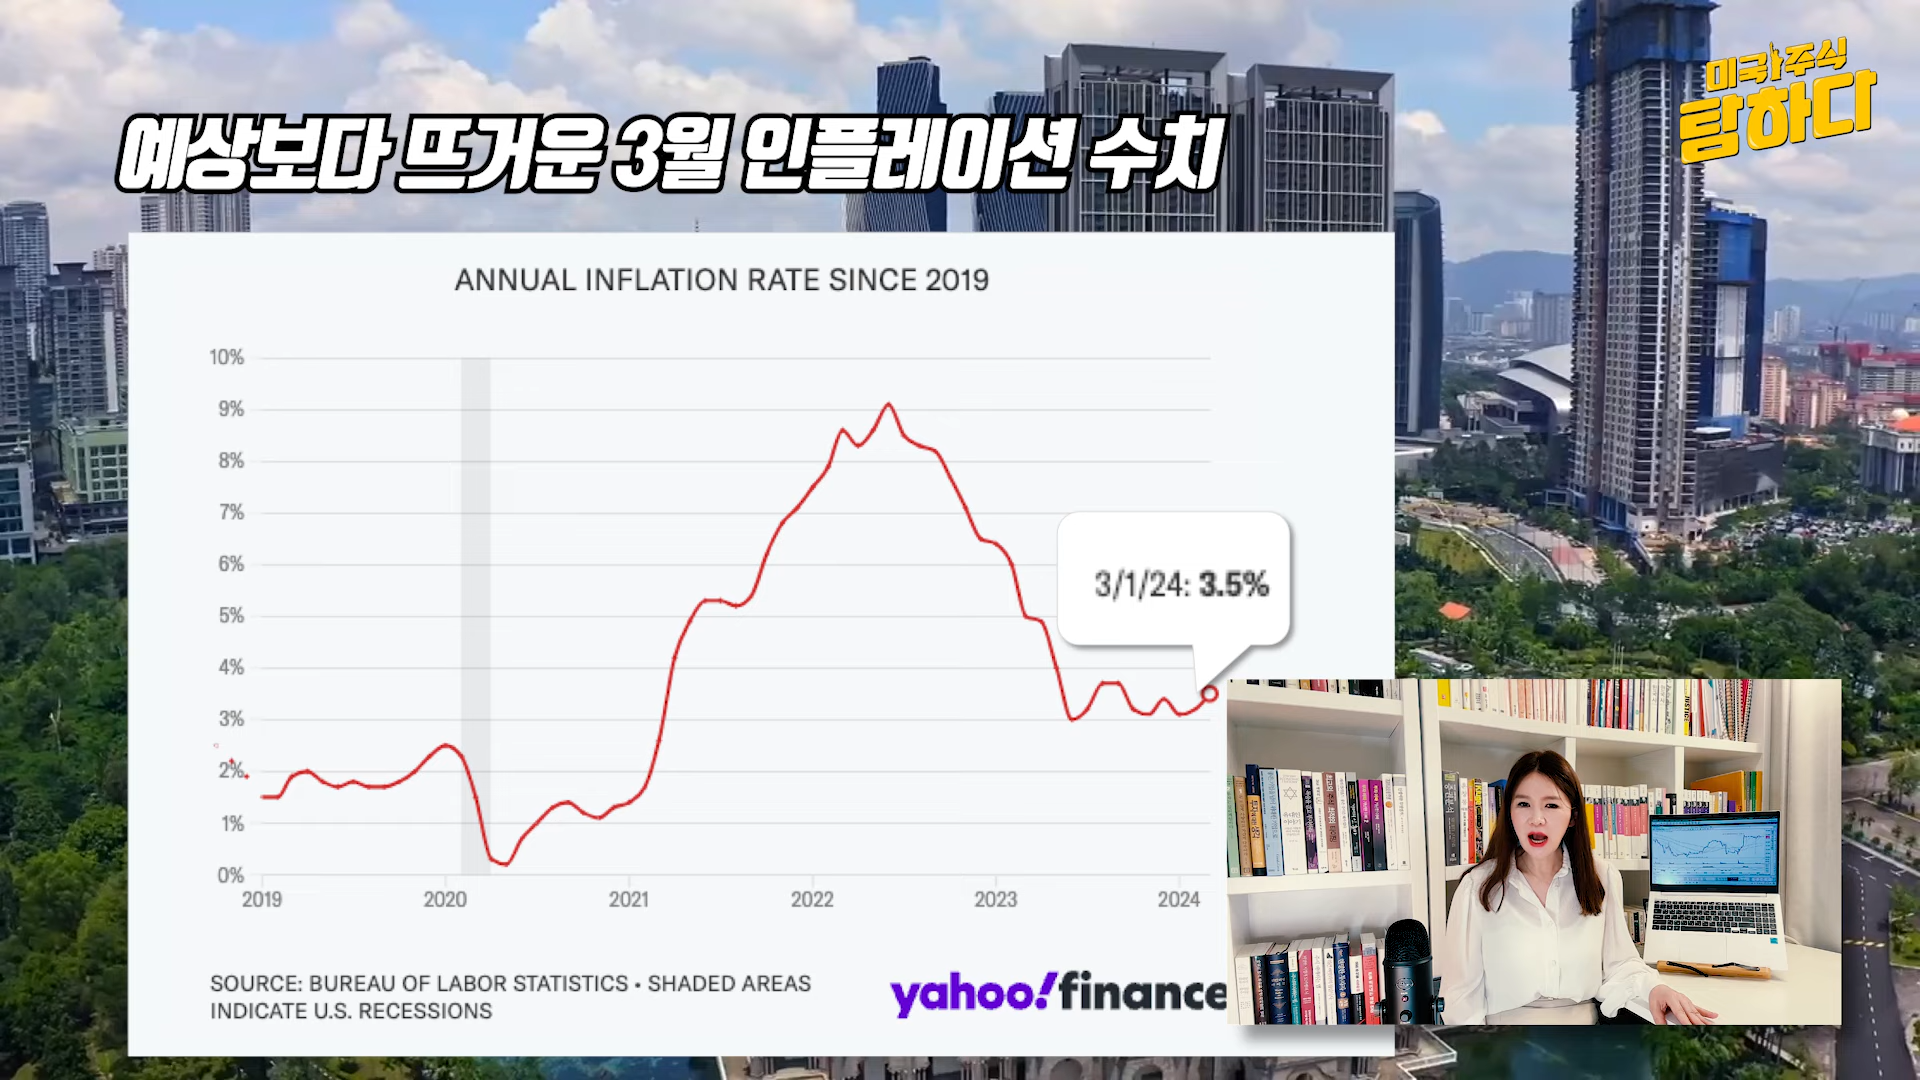 미국주식
탐하다
예상보다 뜨거운 3월 인플레이션 수치
ANNUAL INFLATION RATE SINCE 2019
10%
9%
8%
7%
6%
5%
4%
3%
2%
1%
0%
3/1/24: 3.5%
2019 2020 2021 2022 2023 2024
SOURCE: BUREAU OF LABOR STATISTICS • SHADED AREAS
INDICATE U.S. RECESSIONS
yahoo!finance
JUSTICE